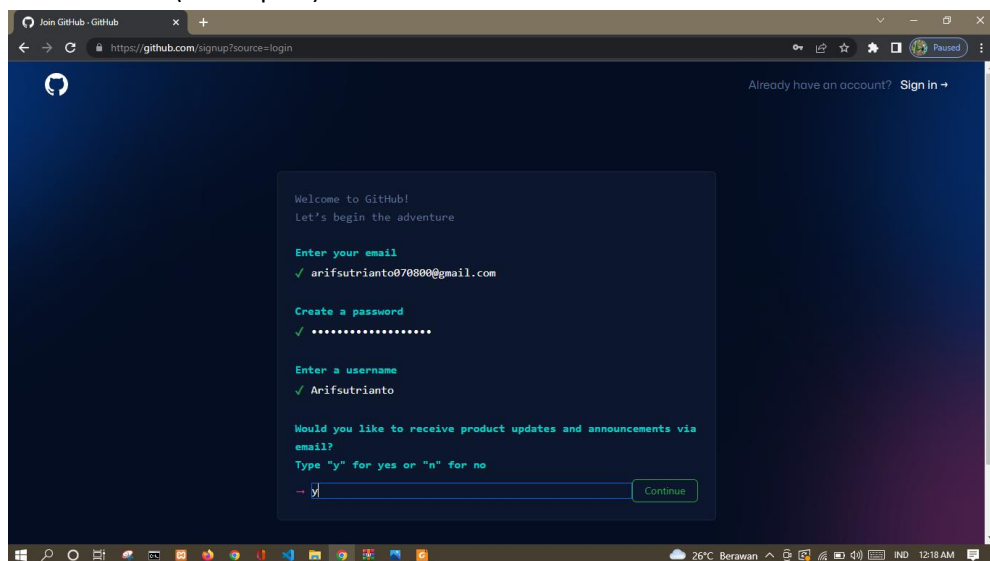 Join GitHub · GitHub
https://github.com/signup?source=login
Paused
Already have an account? Sign in →
Welcome to GitHub!
Let's begin the adventure
Enter your email
✓ arifsutrianto070800@gmail.com
Create a password
✓ •••••••••••••••••••
Enter a username
✓ Arifsutrianto
Would you like to receive product updates and announcements via
email?
Type "y" for yes or "n" for no
→ y
Continue
26°C Berawan
IND
12:18 AM